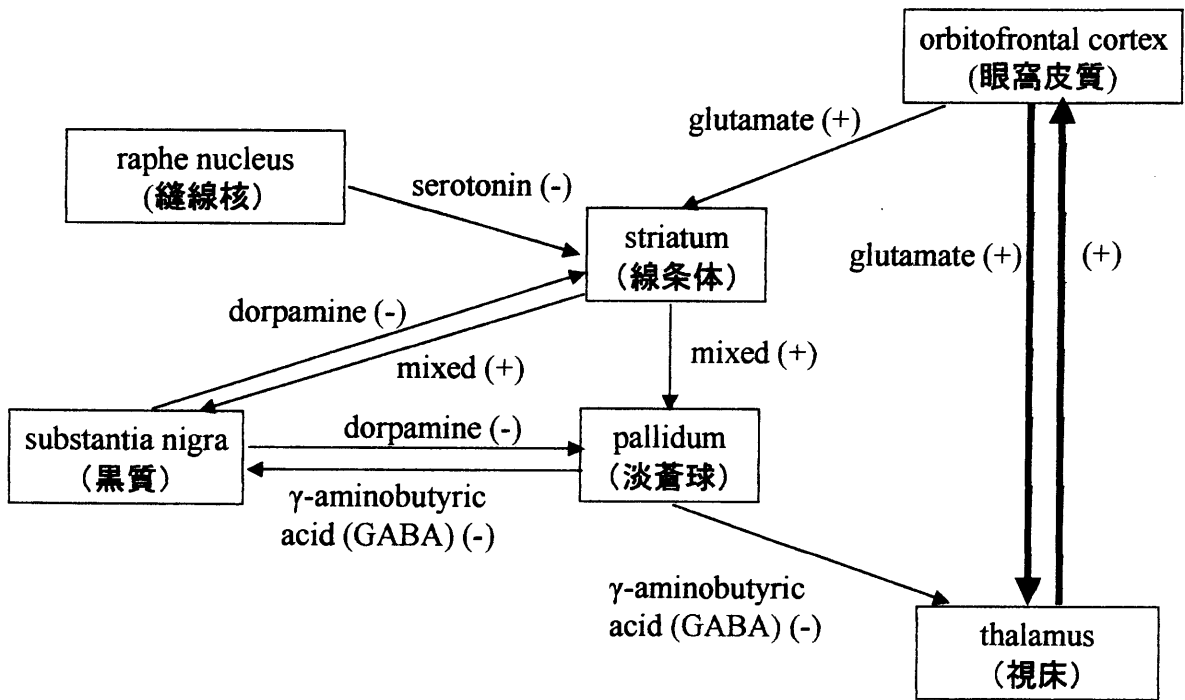 orbitofrontal cortex
(眼窩皮質)
glutamate (+)
raphe nucleus
(縫線核)
serotonin (-)
striatum
(線条体)
glutamate (+)
(+)
dorpamine (-)
mixed (+)
mixed (+)
substantia nigra
(黒質)
dorpamine (-)
pallidum
(淡蒼球)
γ-aminobutyric
acid (GABA) (-)
γ-aminobutyric
acid (GABA) (-)
thalamus
(視床)